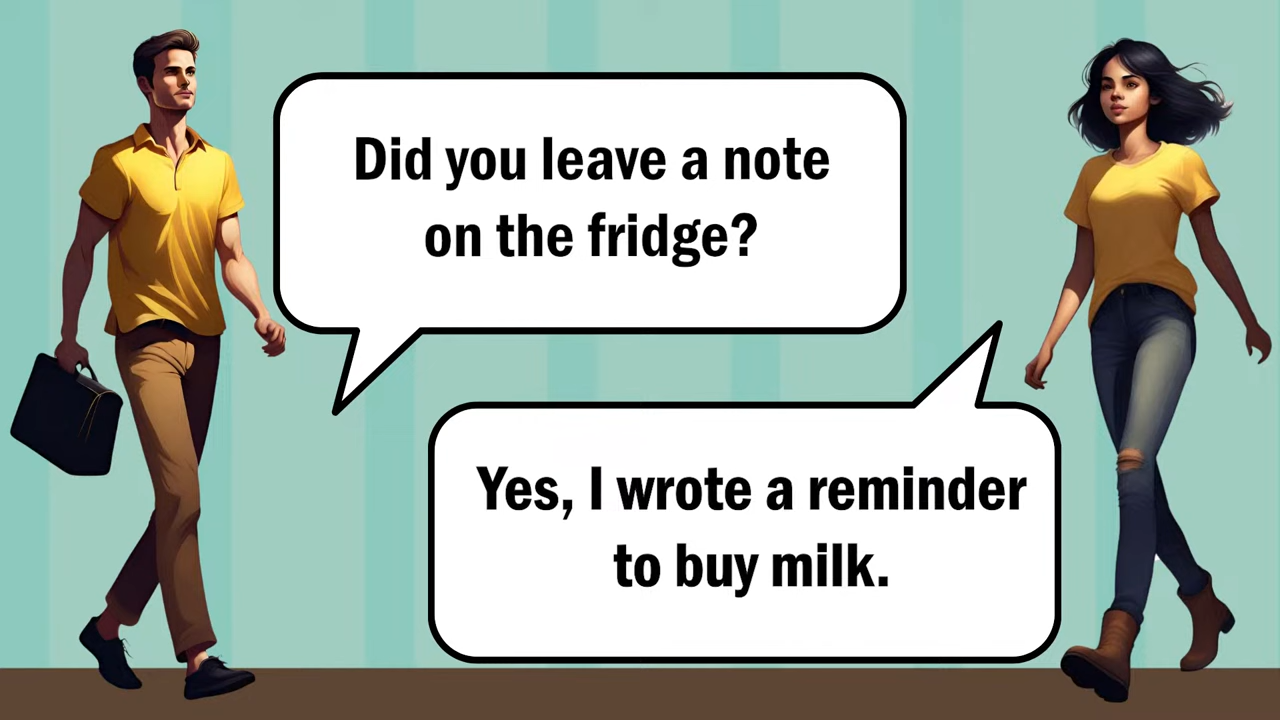 Did you leave a note
on the fridge?
Yes, I wrote a reminder
to buy milk.